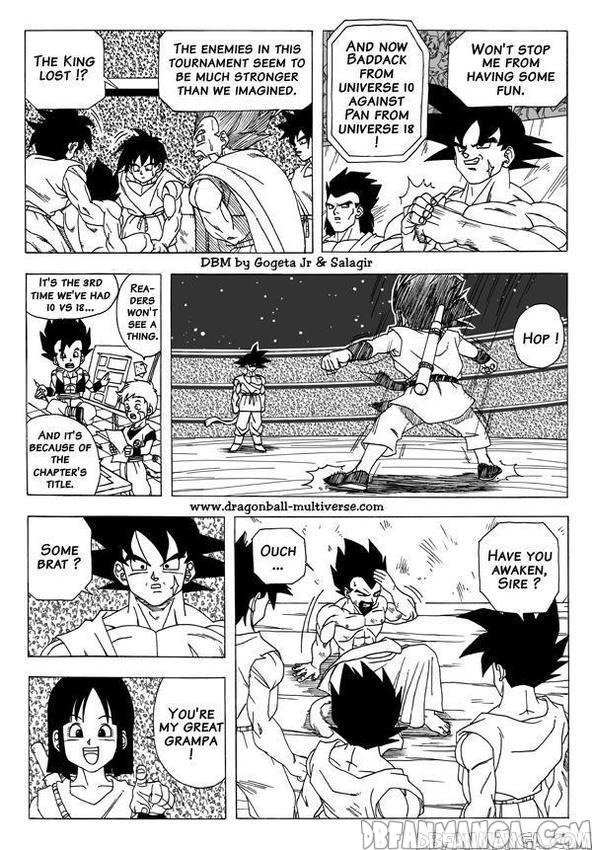 THE KING
LOST !?
THE ENEMIES IN THIS
TOURNAMENT SEEM TO
BE MUCH STRONGER
THAN WE IMAGINED.
AND NOW
BADDACK
FROM
UNIVERSE 10
AGAINST
PAN FROM
UNIVERSE 18
!
WON'T STOP
ME FROM
HAVING SOME
FUN.
DBM by Gogeta Jr & Salagir
IT'S THE 3RD
TIME WE'VE HAD
10 VS 18...
REA-
DERS
WON'T
SEE A
THING.
AND IT'S
BECAUSE OF
THE
CHAPTER'S
TITLE.
HOP !
www.dragonball-multiverse.com
SOME
BRAT ?
OUCH
...
HAVE YOU
AWAKEN,
SIRE ?
YOU'RE
MY GREAT
GRAMPA
!
DBFANMANGA.COM